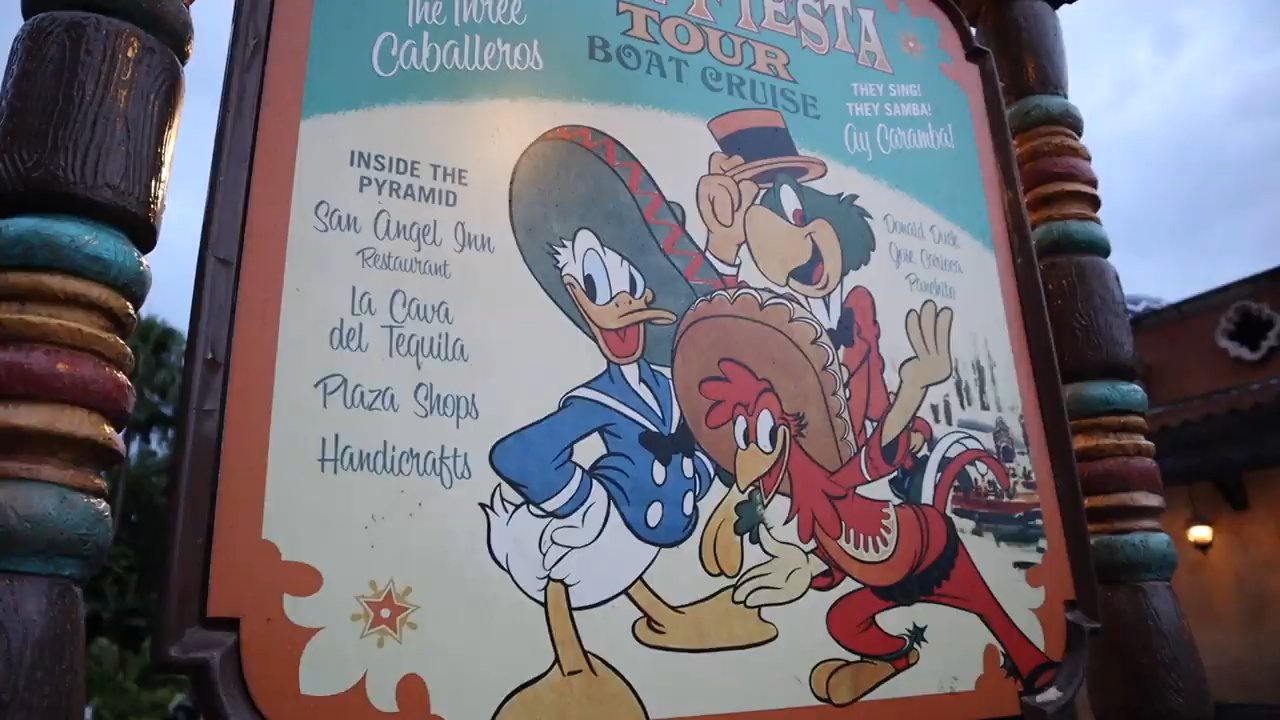 The Three
Caballeros
FIESTA
TOUR
BOAT CRUISE
THEY SING!
THEY SAMBA!
Ay Caramba!
INSIDE THE
PYRAMID
San Angel Inn
Restaurant
La Cava
del Tequila
Plaza Shops
Handicrafts
Donald Duck
José Carioca
Panchito